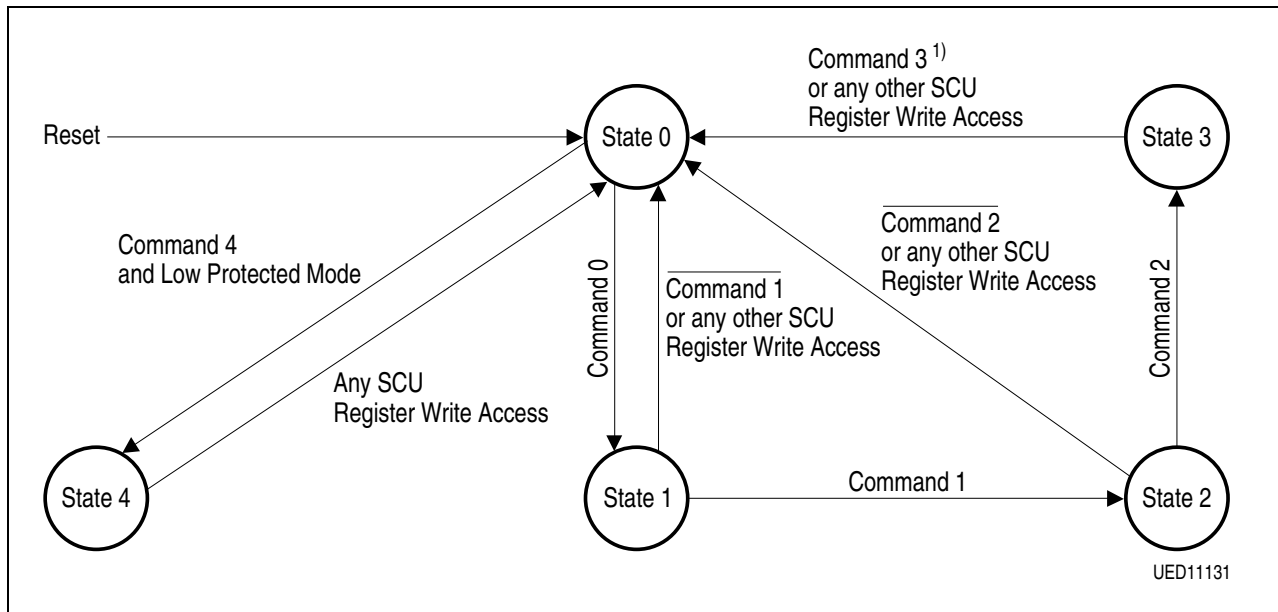 Command 3 1)
or any other SCU
Register Write Access
Reset
State 0
State 3
Command 4
and Low Protected Mode
Command 0
Command 1
or any other SCU
Register Write Access
Command 2
or any other SCU
Register Write Access
Command 2
Any SCU
Register Write Access
State 4
State 1
Command 1
State 2
UED11131